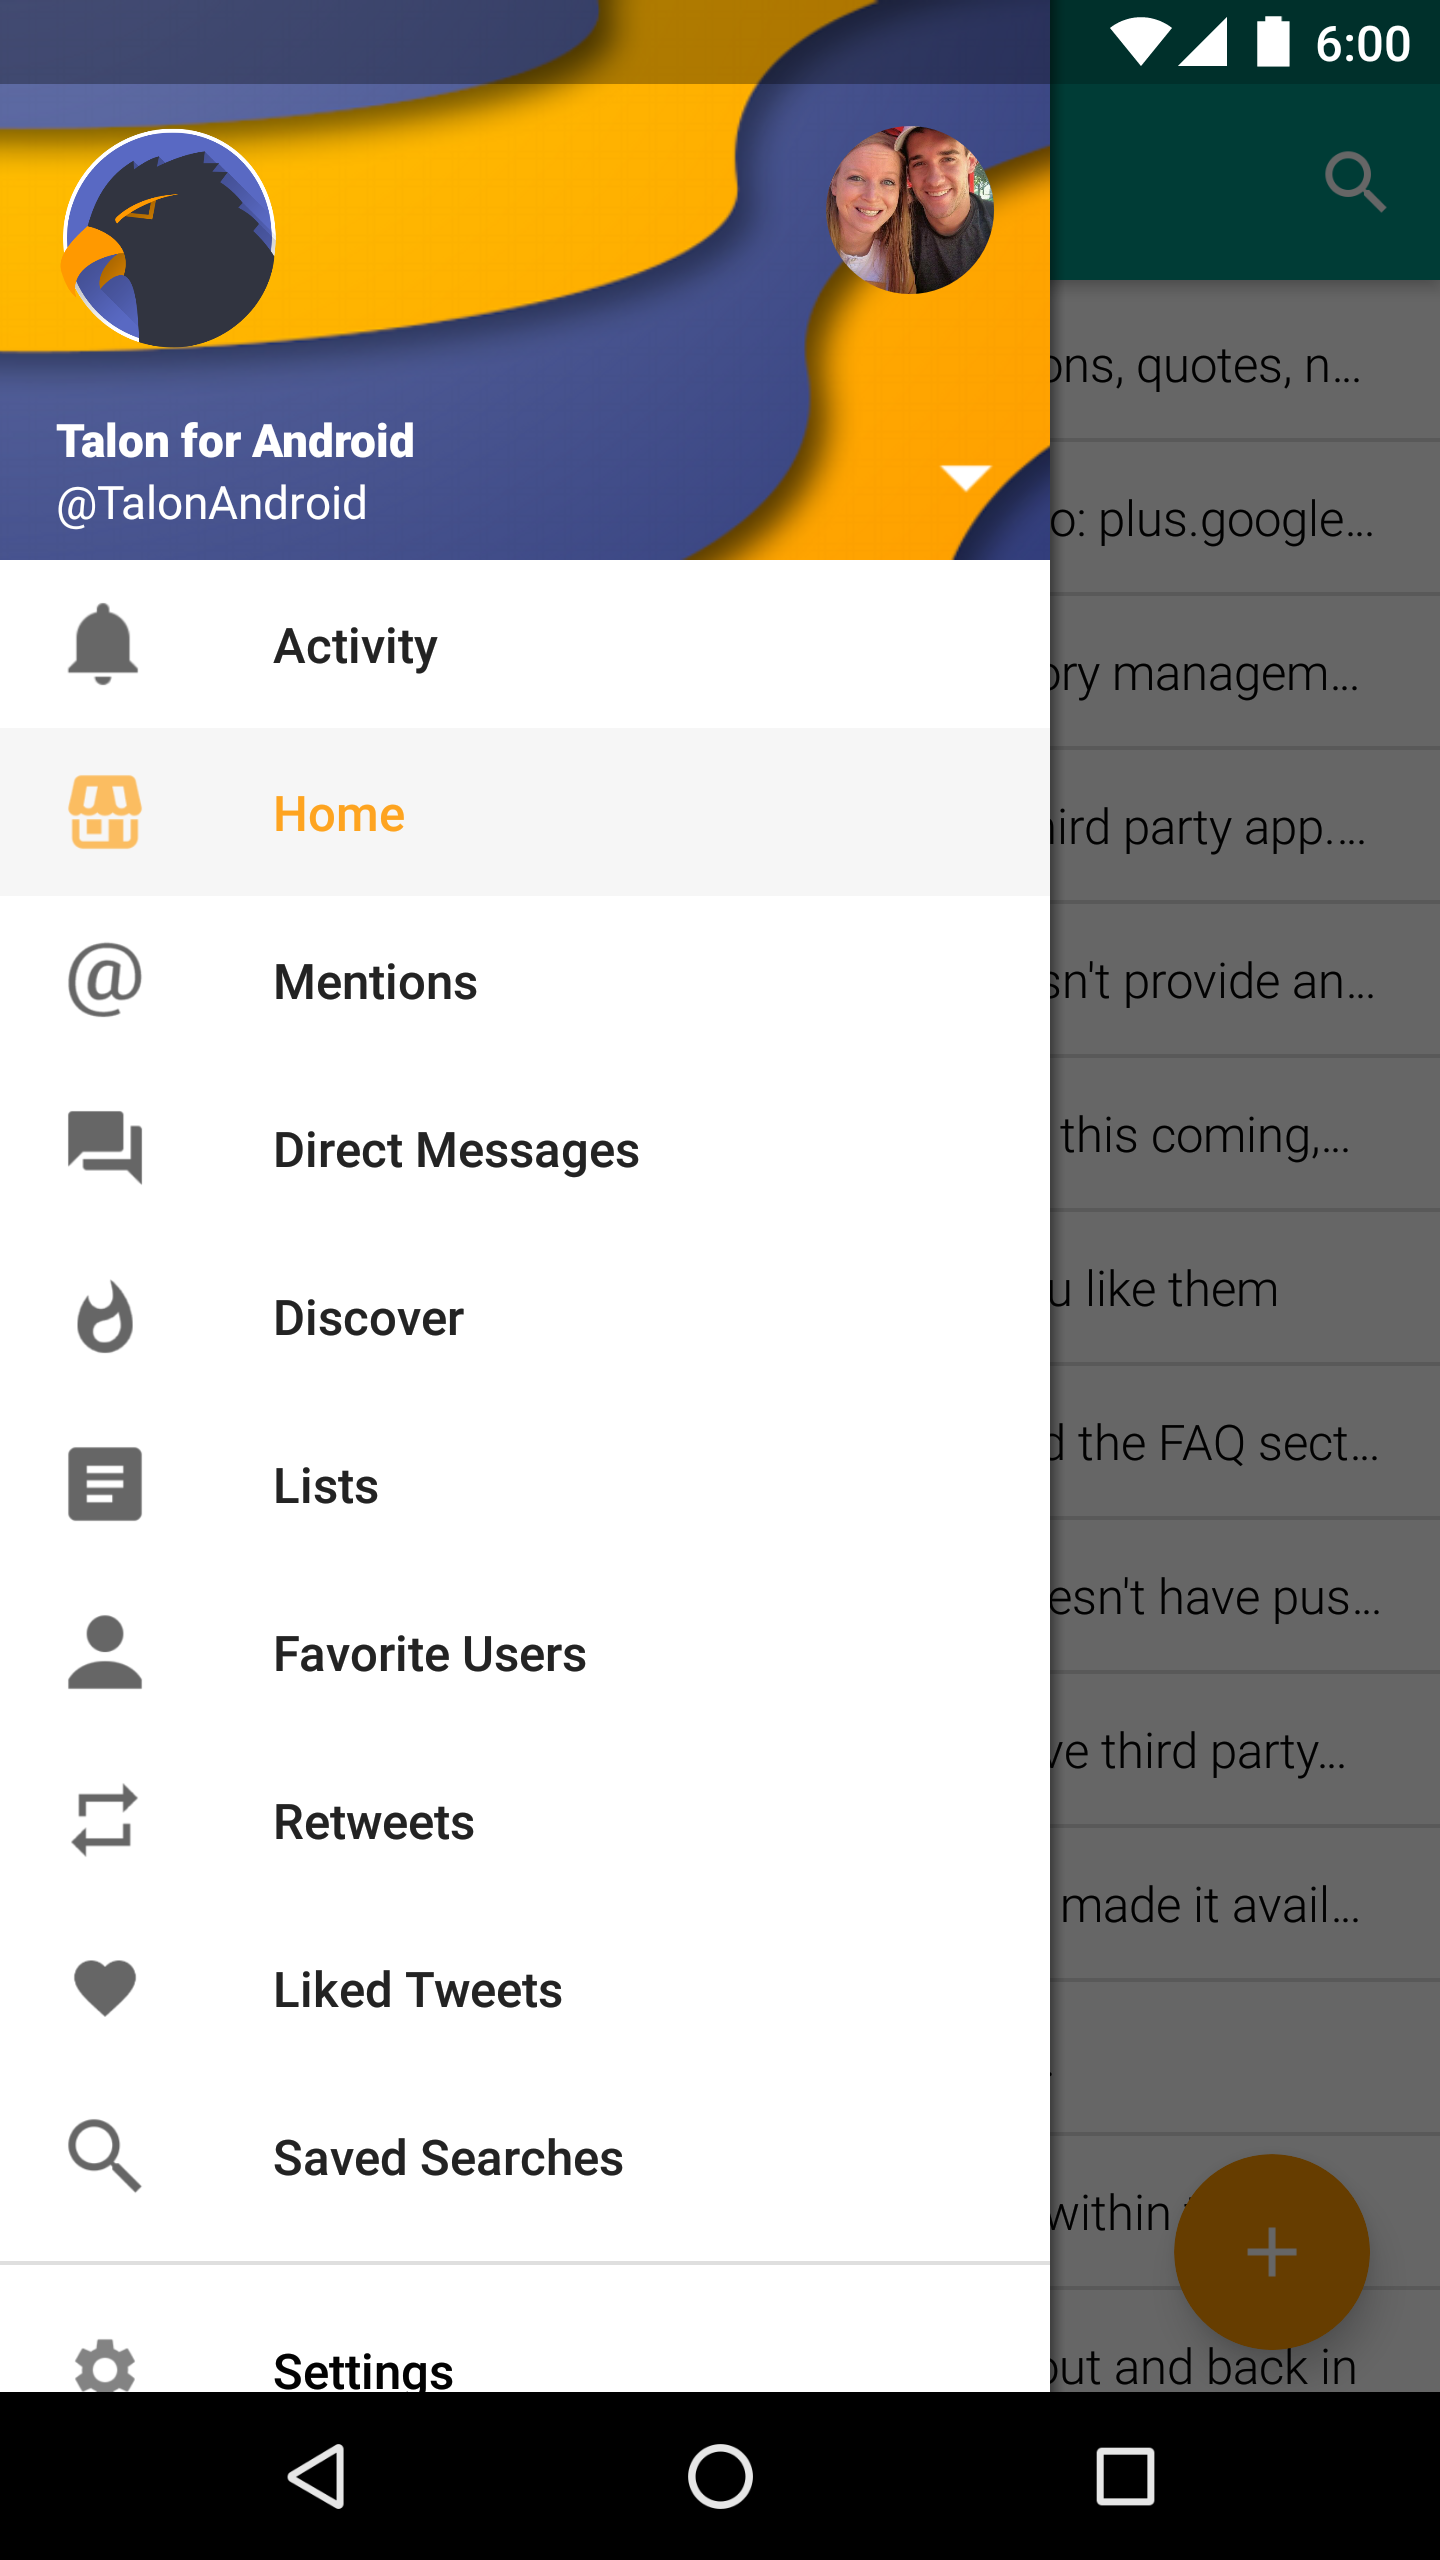 6:00
Talon for Android
@TalonAndroid
Activity
Home
Mentions
Direct Messages
Discover
Lists
Favorite Users
Retweets
Liked Tweets
Saved Searches
Settings
ons, quotes, n...
o: plus.google...
ory managem...
hird party app....
sn't provide an...
this coming,...
u like them
d the FAQ sect...
esn't have pus...
ve third party...
made it avail...
within
out and back in